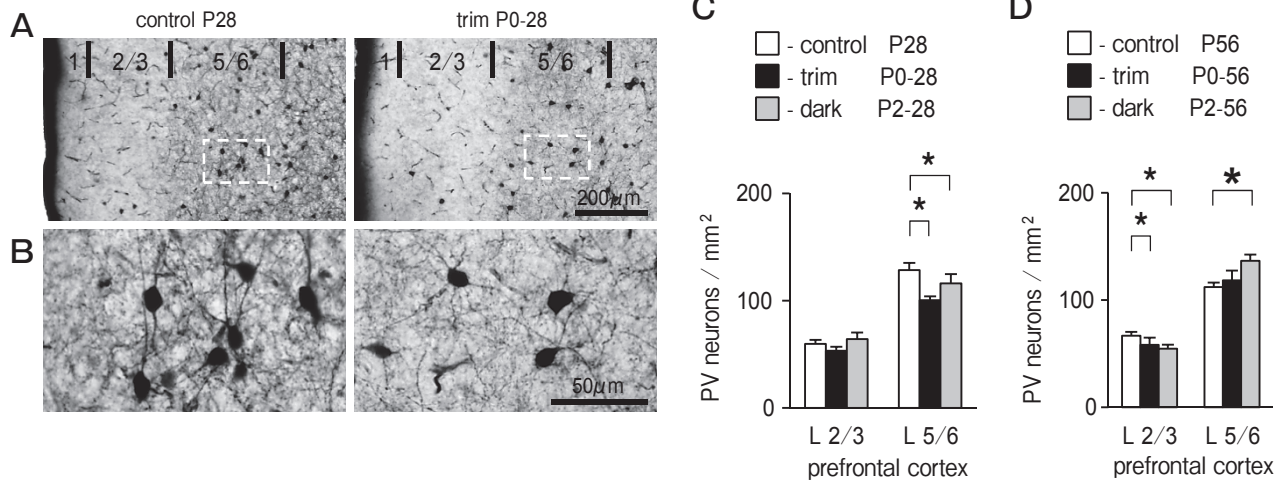 A
control P28
trim P0-28
1
2/3
5/6
1
2/3
5/6
200µm
B
50µm
C
- control P28
- trim P0-28
- dark P2-28
PV neurons / mm²
200
100
0
*
*
L 2/3
L 5/6
prefrontal cortex
D
- control P56
- trim P0-56
- dark P2-56
PV neurons / mm²
200
100
0
*
*
*
L 2/3
L 5/6
prefrontal cortex